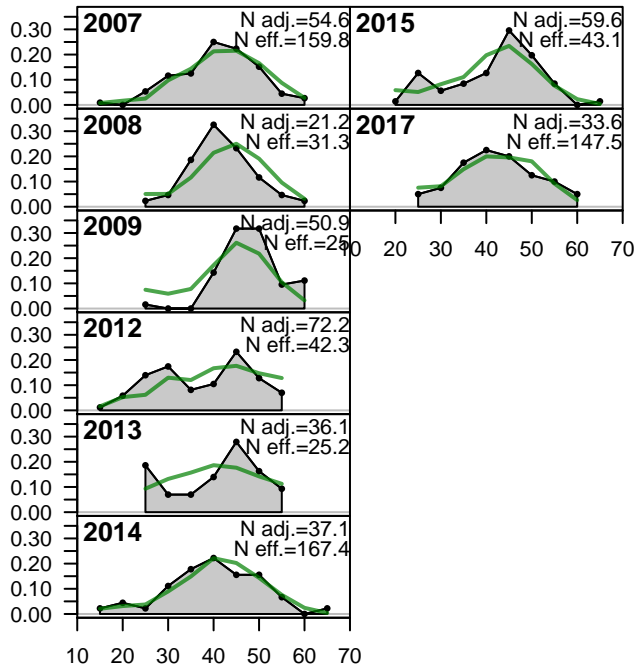 2007
N adj.=54.6
N eff.=159.8
0.30
0.20
0.10
0.00
2008
N adj.=21.2
N eff.=31.3
0.30
0.20
0.10
0.00
2009
N adj.=50.9
N eff.=25
0.30
0.20
0.10
0.00
2012
N adj.=72.2
N eff.=42.3
0.30
0.20
0.10
0.00
2013
N adj.=36.1
N eff.=25.2
0.30
0.20
0.10
0.00
2014
N adj.=37.1
N eff.=167.4
0.30
0.20
0.10
0.00
10 20 30 40 50 60 70
2015
N adj.=59.6
N eff.=43.1
2017
N adj.=33.6
N eff.=147.5
10 20 30 40 50 60 70